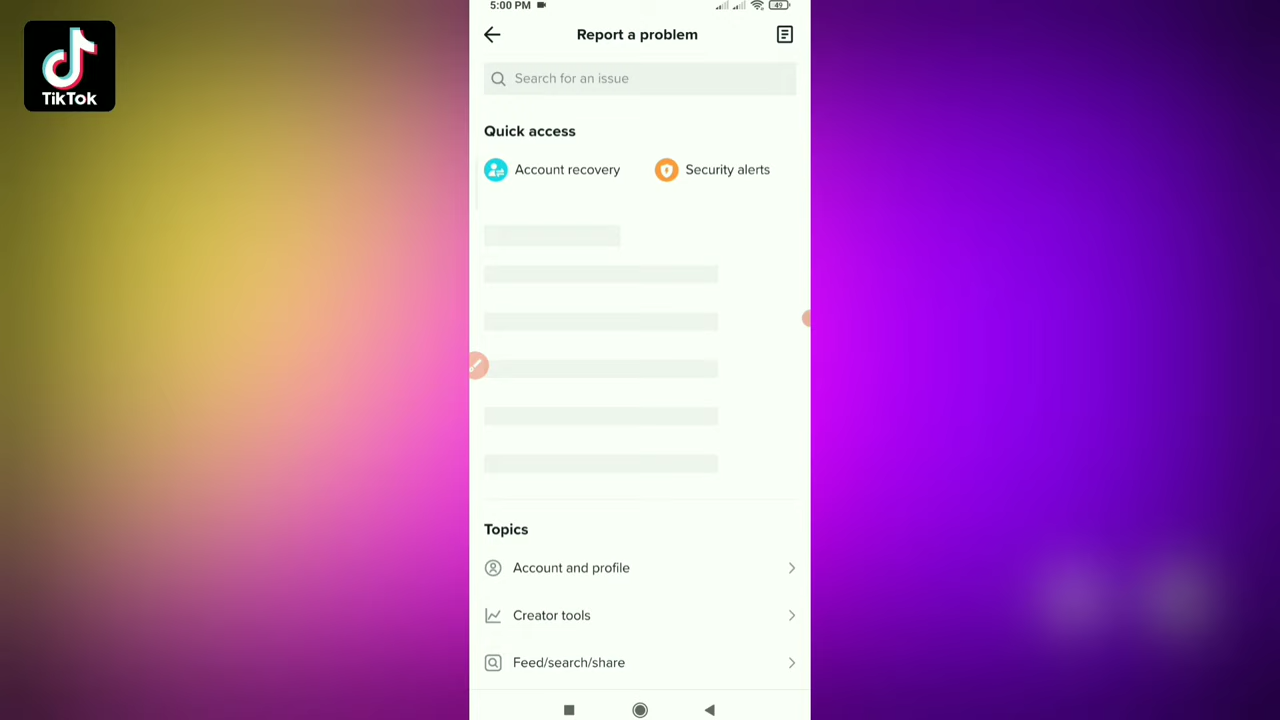 TikTok
5:00 PM
49
Report a problem
Search for an issue
Quick access
Account recovery
Security alerts
Topics
Account and profile
Creator tools
Feed/search/share